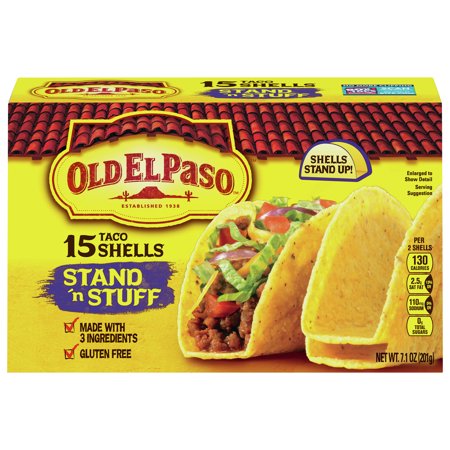 15 TACO SHELLS
STAND 'n STUFF
OLD EL PASO
ESTABLISHED 1938
SHELLS
STAND UP!
Enlarged to
Show Detail
Serving
Suggestion
15 TACO SHELLS
STAND
'n STUFF
MADE WITH
3 INGREDIENTS
GLUTEN FREE
PER
2 SHELLS
130
CALORIES
2.5g
SAT FAT
110mg
SODIUM
0g
TOTAL
SUGARS
NET WT. 7.1 OZ (201g)